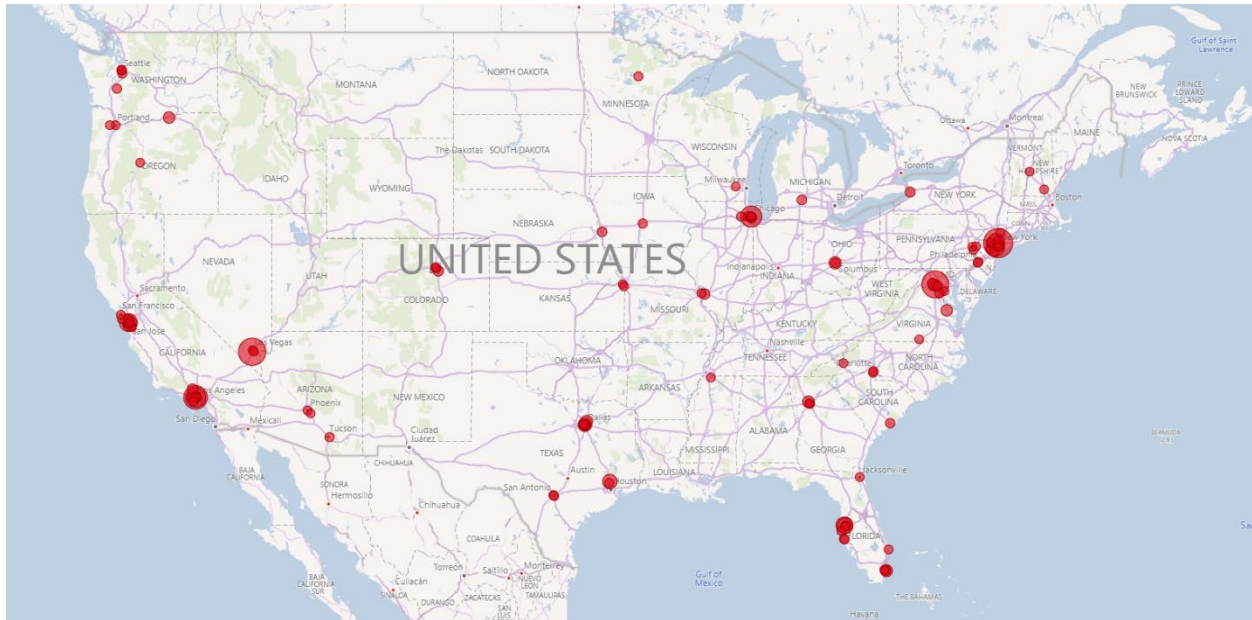 Gulf of Saint
Lawrence
Seattle
WASHINGTON
MONTANA
NORTH DAKOTA
MINNESOTA
Ottawa
Montreal
NEW
BRUNSWICK
PRINCE
EDWARD
ISLAND
NOVA SCOTIA
MAINE
VERMONT
NEW
Portland
OREGON
IDAHO
WYOMING
The Dakotas
SOUTH DAKOTA
WISCONSIN
Milwaukee
MICHIGAN
Detroit
Toronto
NEW YORK
MASS
Boston
CONN
IOWA
Chicago
NEBRASKA
PENNSYLVANIA
Philadelphia
NEVADA
UTAH
UNITED STATES
COLORADO
KANSAS
MISSOURI
Indianapolis
INDIANA
OHIO
Columbus
WEST
VIRGINIA
DELAWARE
Sacramento
San Francisco
San Jose
CALIFORNIA
KENTUCKY
VIRGINIA
Nashville
TENNESSEE
NORTH
CAROLINA
OKLAHOMA
ARKANSAS
Los Angeles
ARIZONA
Phoenix
NEW MEXICO
SOUTH
CAROLINA
San Diego
Mexicali
Tucson
Ciudad
Juárez
Dallas
TEXAS
MISSISSIPPI
ALABAMA
GEORGIA
BAJA
CALIFORNIA
SONORA
Hermosillo
CHIHUAHUA
Chihuahua
Austin
San Antonio
Houston
LOUISIANA
Jacksonville
FLORIDA
COAHUILA
BAJA
CALIFORNIA
SUR
Culiacán
SINALOA
Torreón
DURANGO
Saltillo
Monterrey
NUEVO
LEON
ZACATECAS
TAMAULIPAS
SAN
LUIS
Gulf of
Mexico
THE BAHAMAS
Havana